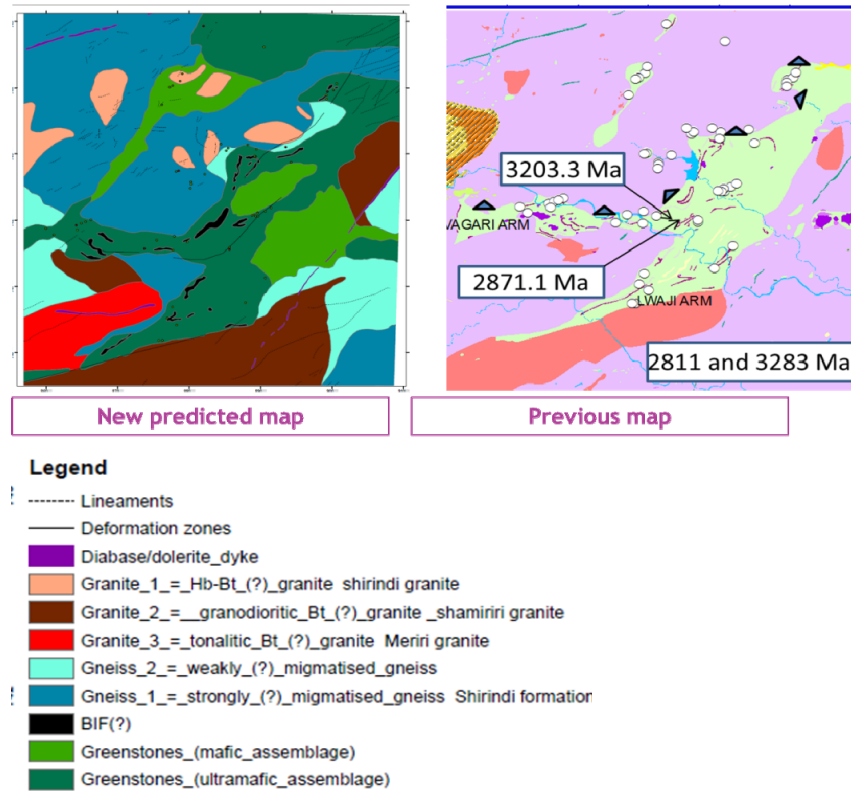 3203.3 Ma
VAGARI ARM
2871.1 Ma
LWAJI ARM
2811 and 3283 Ma
New predicted map
Previous map
Legend
Lineaments
Deformation zones
Diabase/dolerite_dyke
Granite_1_=_Hb-Bt_(?)_granite shirindi granite
Granite_2_=__granodioritic_Bt_(?)_granite _shamiriri granite
Granite_3_=_tonalitic_Bt_(?)_granite Meriri granite
Gneiss_2_=_weakly_(?)_migmatised_gneiss
Gneiss_1_=_strongly_(?)_migmatised_gneiss Shirindi formation
BIF(?)
Greenstones_(mafic_assemblage)
Greenstones_(ultramafic_assemblage)